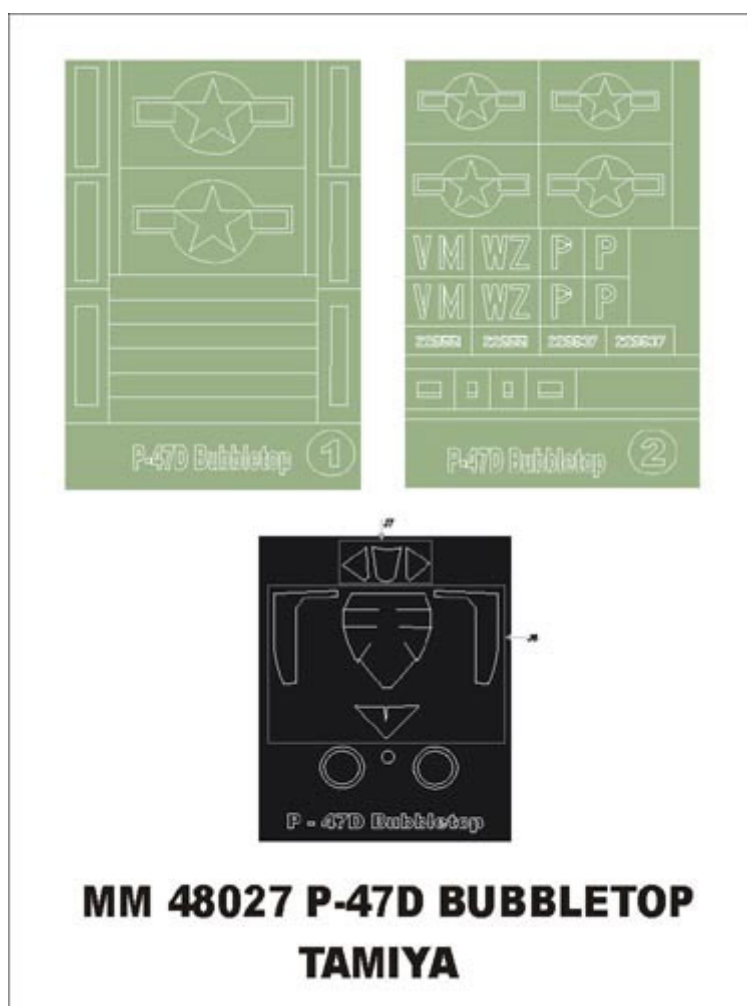 VM WZ P P
VM WZ P P
P-47D Bubbletop 1
P-47D Bubbletop 2
P - 47D Bubbletop
MM 48027 P-47D BUBBLETOP
TAMIYA